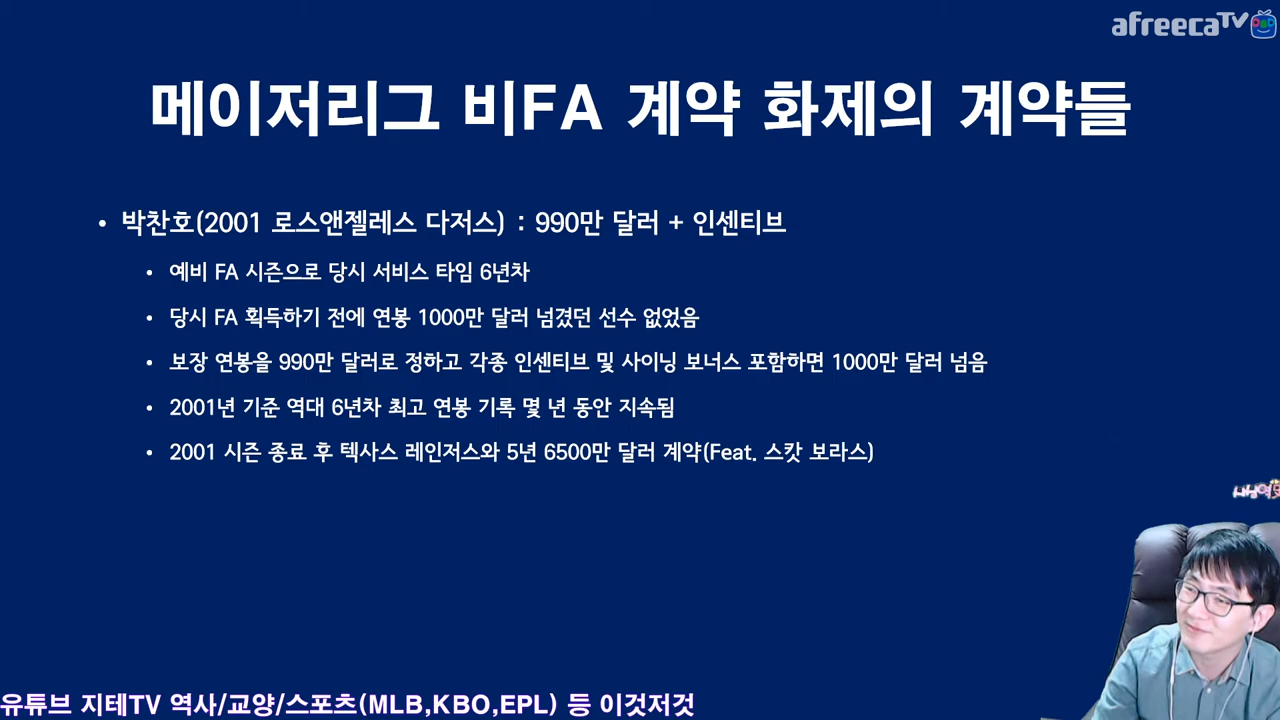 afreecaTV
메이저리그 비FA 계약 화제의 계약들
• 박찬호(2001 로스앤젤레스 다저스) : 990만 달러 + 인센티브
• 예비 FA 시즌으로 당시 서비스 타임 6년차
• 당시 FA 획득하기 전에 연봉 1000만 달러 넘겼던 선수 없었음
• 보장 연봉을 990만 달러로 정하고 각종 인센티브 및 사이닝 보너스 포함하면 1000만 달러 넘음
• 2001년 기준 역대 6년차 최고 연봉 기록 몇 년 동안 지속됨
• 2001 시즌 종료 후 텍사스 레인저스와 5년 6500만 달러 계약(Feat. 스캇 보라스)
유튜브 지테TV 역사/교양/스포츠(MLB,KBO,EPL) 등 이것저것